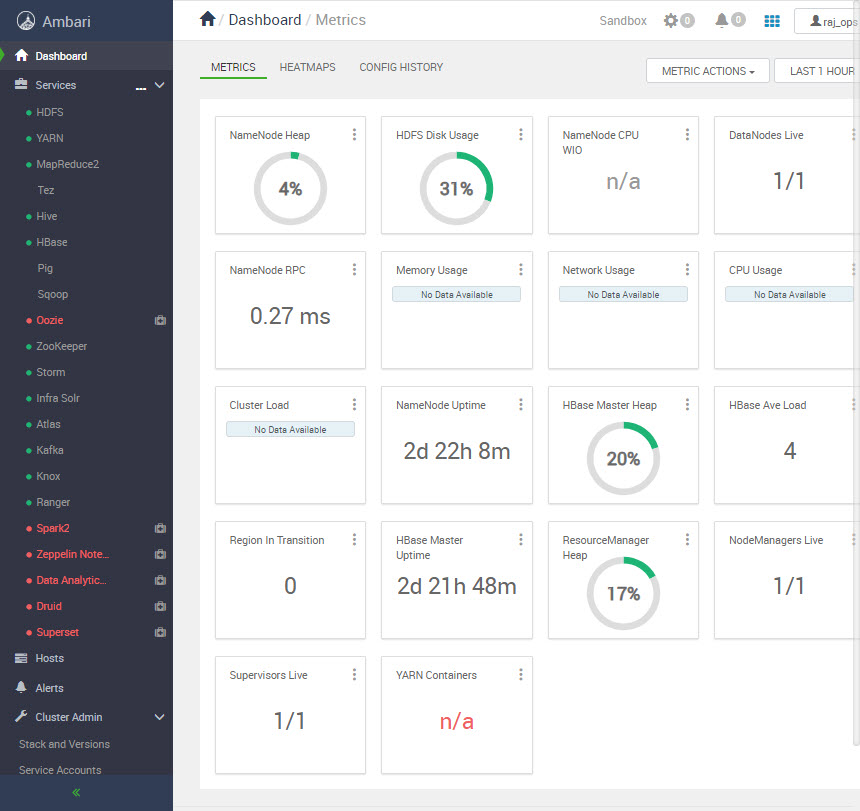 Ambari
Dashboard
Services
HDFS
YARN
MapReduce2
Tez
Hive
HBase
Pig
Sqoop
Oozie
ZooKeeper
Storm
Infra Solr
Atlas
Kafka
Knox
Ranger
Spark2
Zeppelin Note...
Data Analytic...
Druid
Superset
Hosts
Alerts
Cluster Admin
Stack and Versions
Service Accounts
«
/ Dashboard / Metrics
Sandbox 0 0 raj_ops
METRICS HEATMAPS CONFIG HISTORY
METRIC ACTIONS LAST 1 HOUR
NameNode Heap
4%
HDFS Disk Usage
31%
NameNode CPU
WIO
n/a
DataNodes Live
1/1
NameNode RPC
0.27 ms
Memory Usage
No Data Available
Network Usage
No Data Available
CPU Usage
No Data Available
Cluster Load
No Data Available
NameNode Uptime
2d 22h 8m
HBase Master Heap
20%
HBase Ave Load
4
Region In Transition
0
HBase Master
Uptime
2d 21h 48m
ResourceManager
Heap
17%
NodeManagers Live
1/1
Supervisors Live
1/1
YARN Containers
n/a